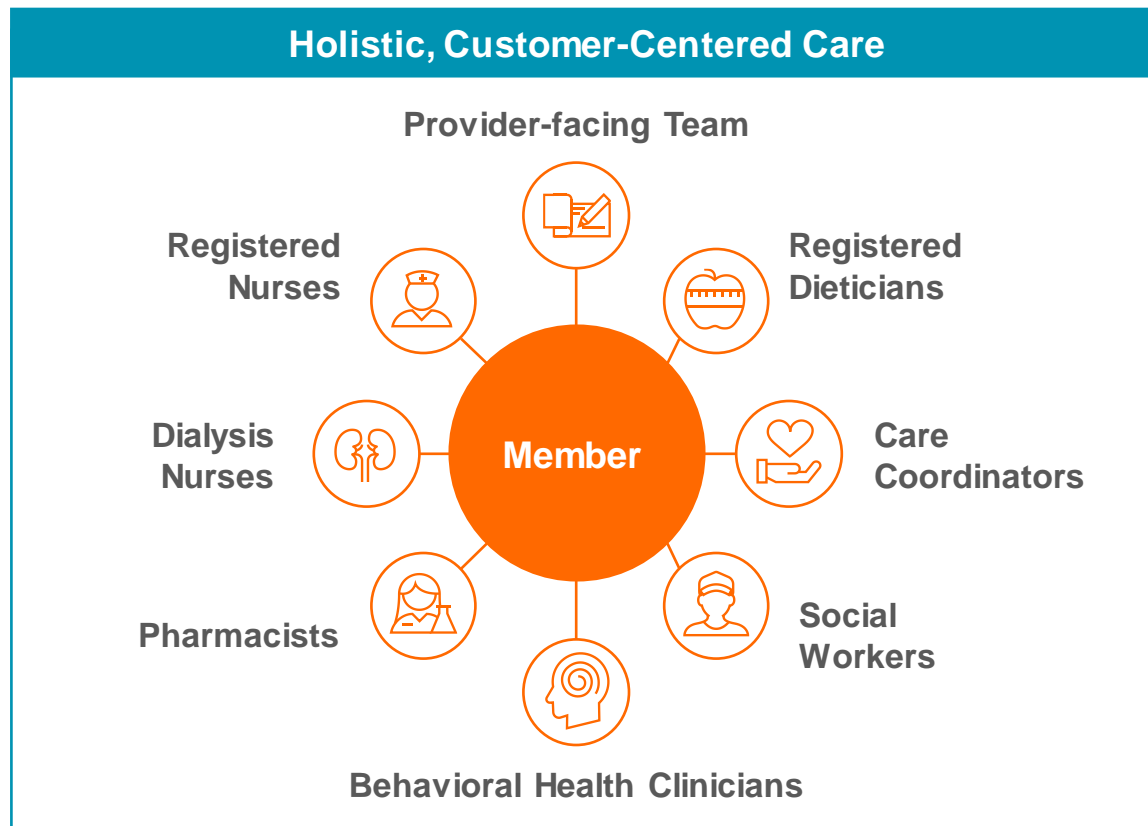 Holistic, Customer-Centered Care
Provider-facing Team
Registered
Nurses
Registered
Dieticians
Dialysis
Nurses
Member
Care
Coordinators
Pharmacists
Social
Workers
Behavioral Health Clinicians